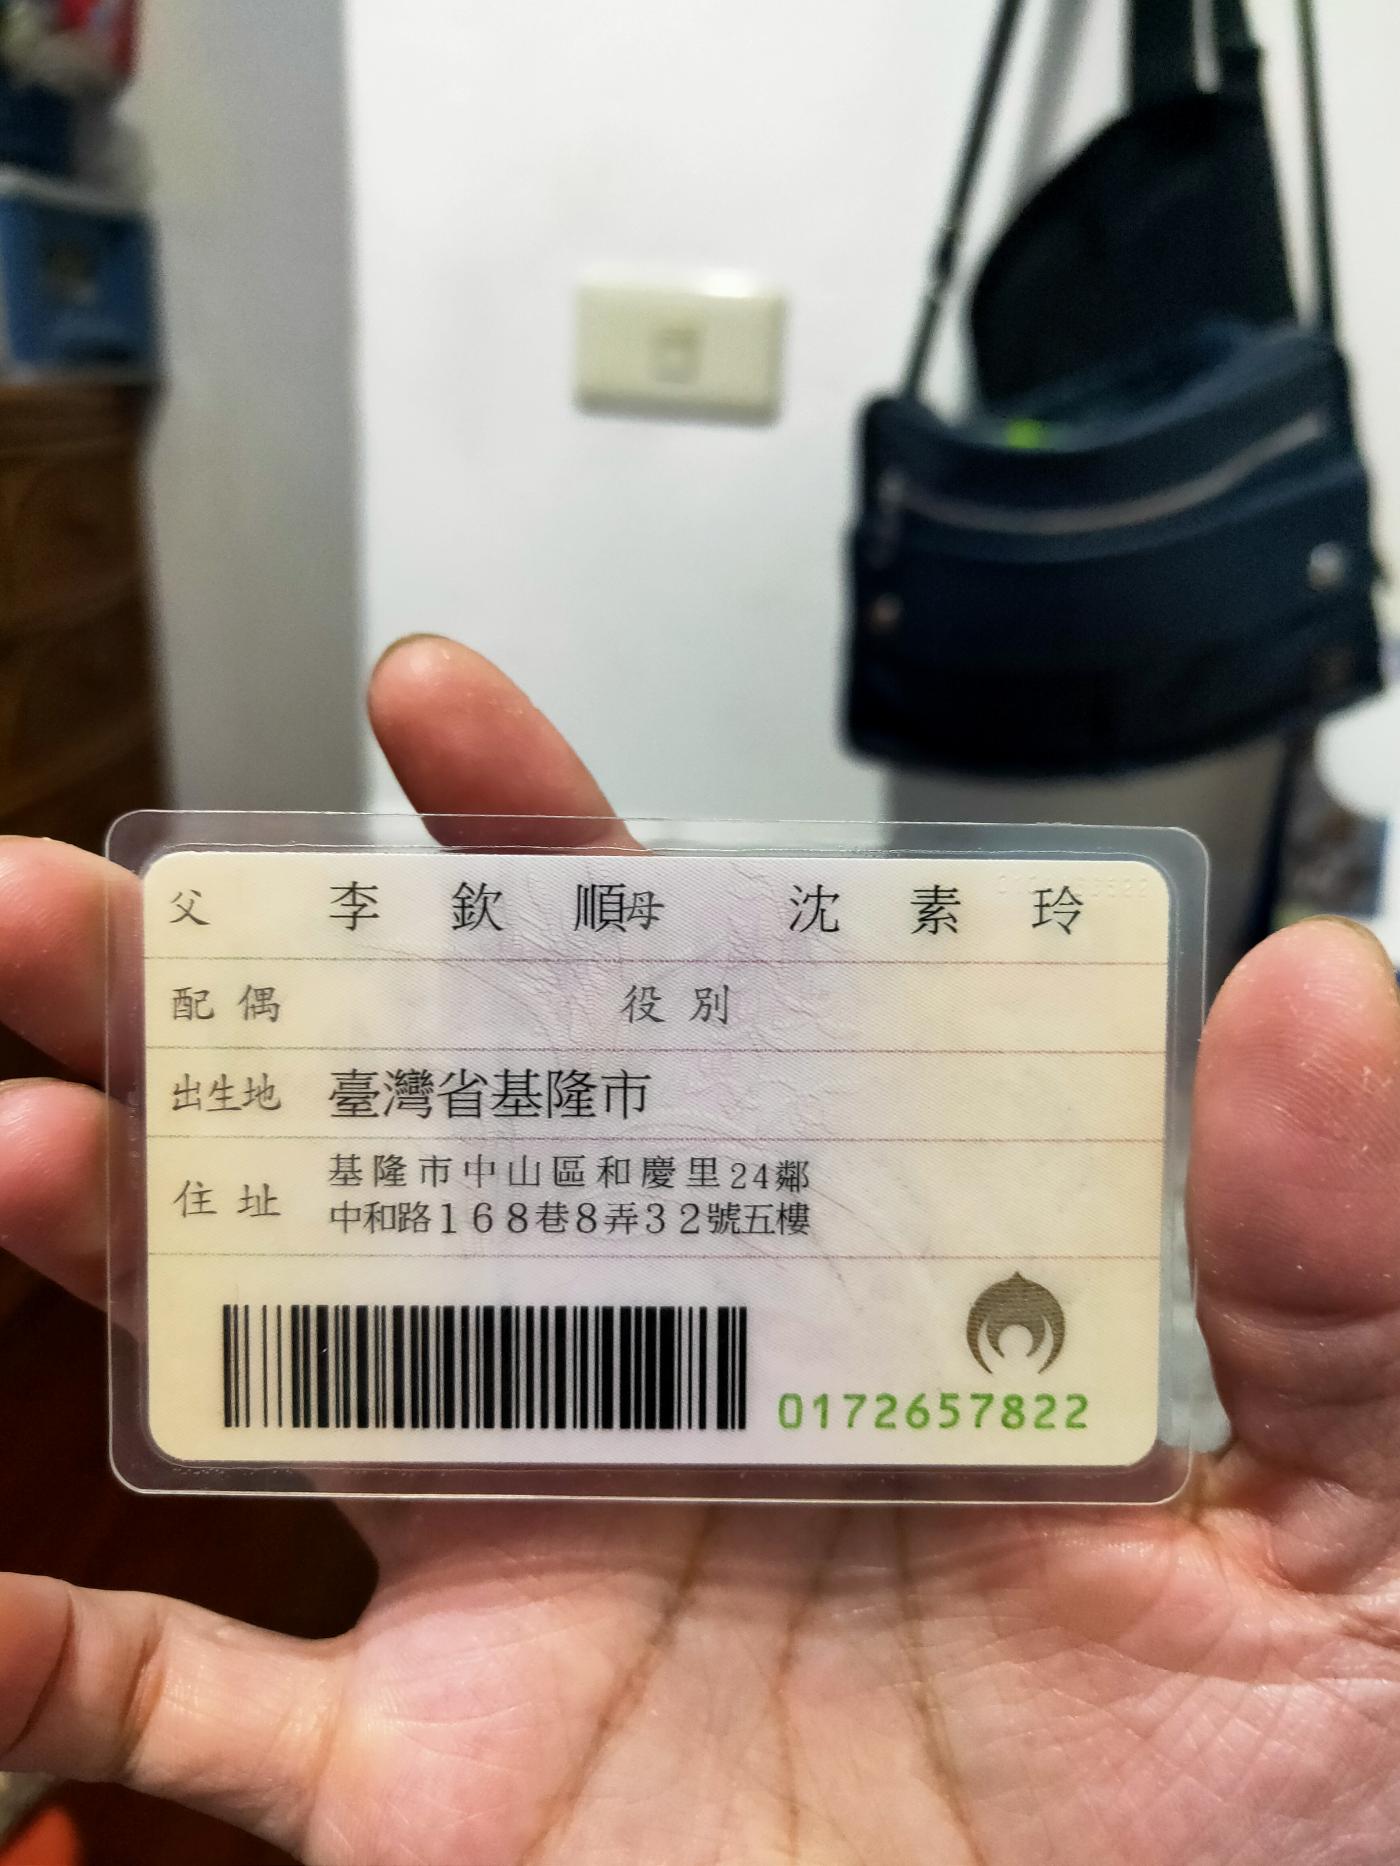 父 李欽順 母 沈素玲
配偶 役別
出生地 臺灣省基隆市
住址 基隆市中山區和慶里24鄰
中和路168巷8弄32號五樓
0172657822